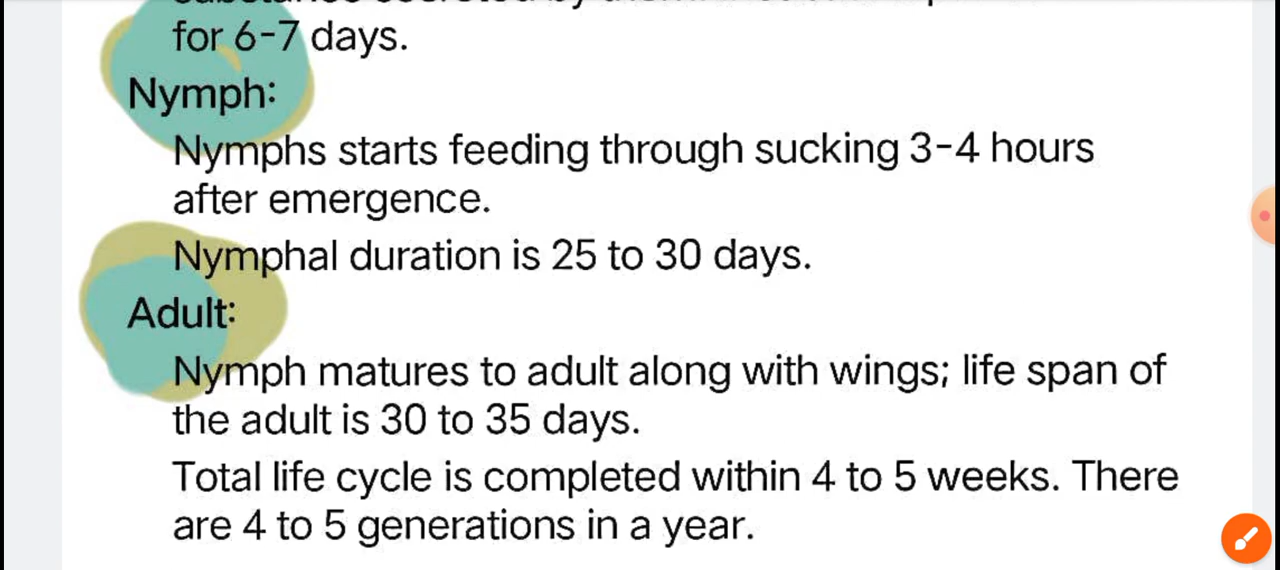 for 6-7 days.
Nymph:
Nymphs starts feeding through sucking 3-4 hours
after emergence.
Nymphal duration is 25 to 30 days.
Adult:
Nymph matures to adult along with wings; life span of
the adult is 30 to 35 days.
Total life cycle is completed within 4 to 5 weeks. There
are 4 to 5 generations in a year.